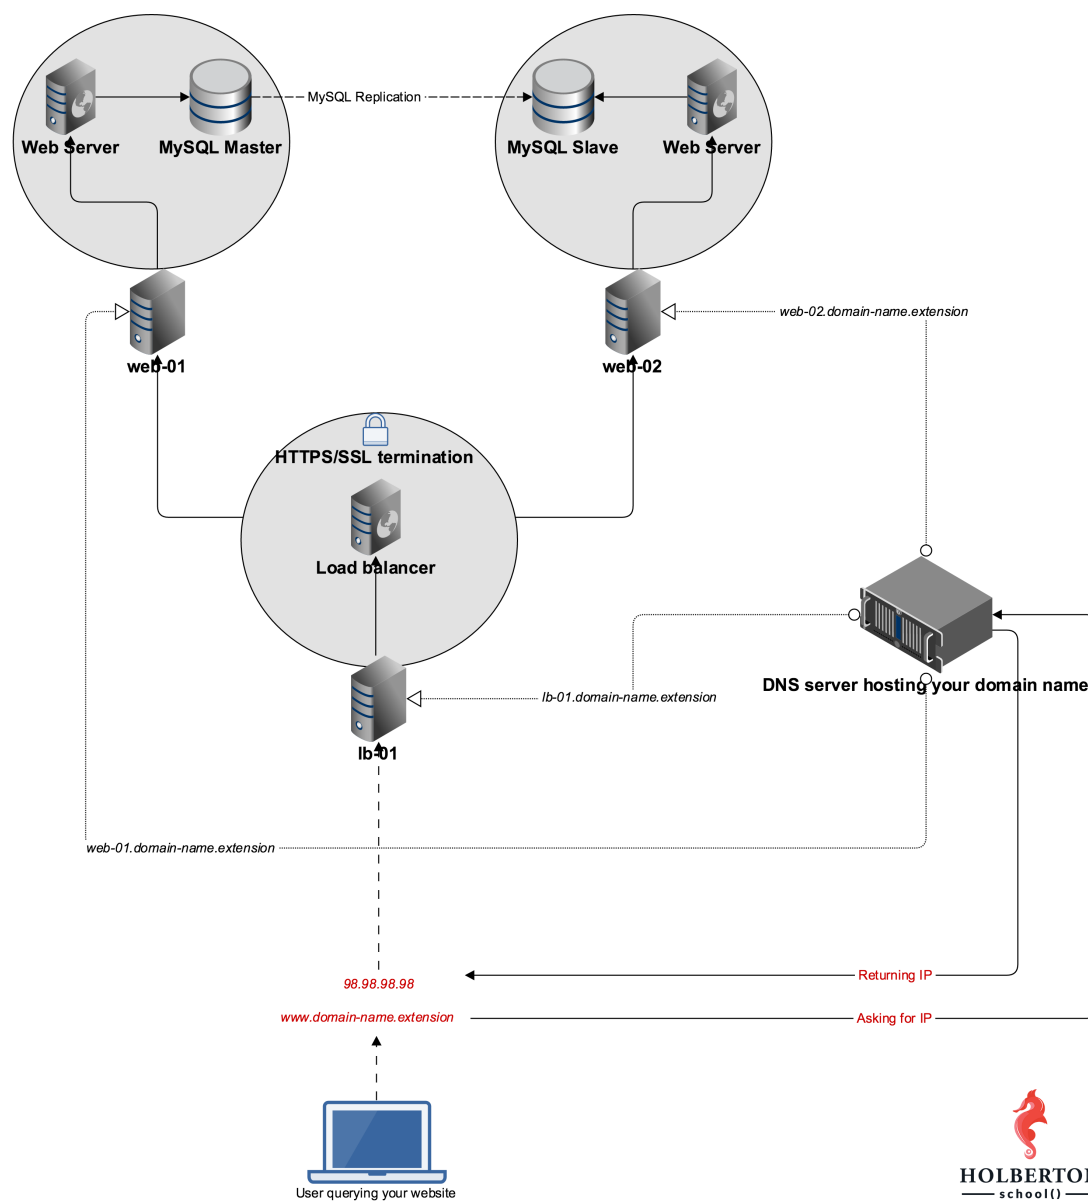 MySQL Replication
Web Server
MySQL Master
MySQL Slave
Web Server
web-02.domain-name.extension
web-01
web-02
HTTPS/SSL termination
Load balancer
DNS server hosting your domain name
lb-01.domain-name.extension
lb-01
web-01.domain-name.extension
Returning IP
98.98.98.98
www.domain-name.extension
Asking for IP
HOLBERTON
school()
User querying your website